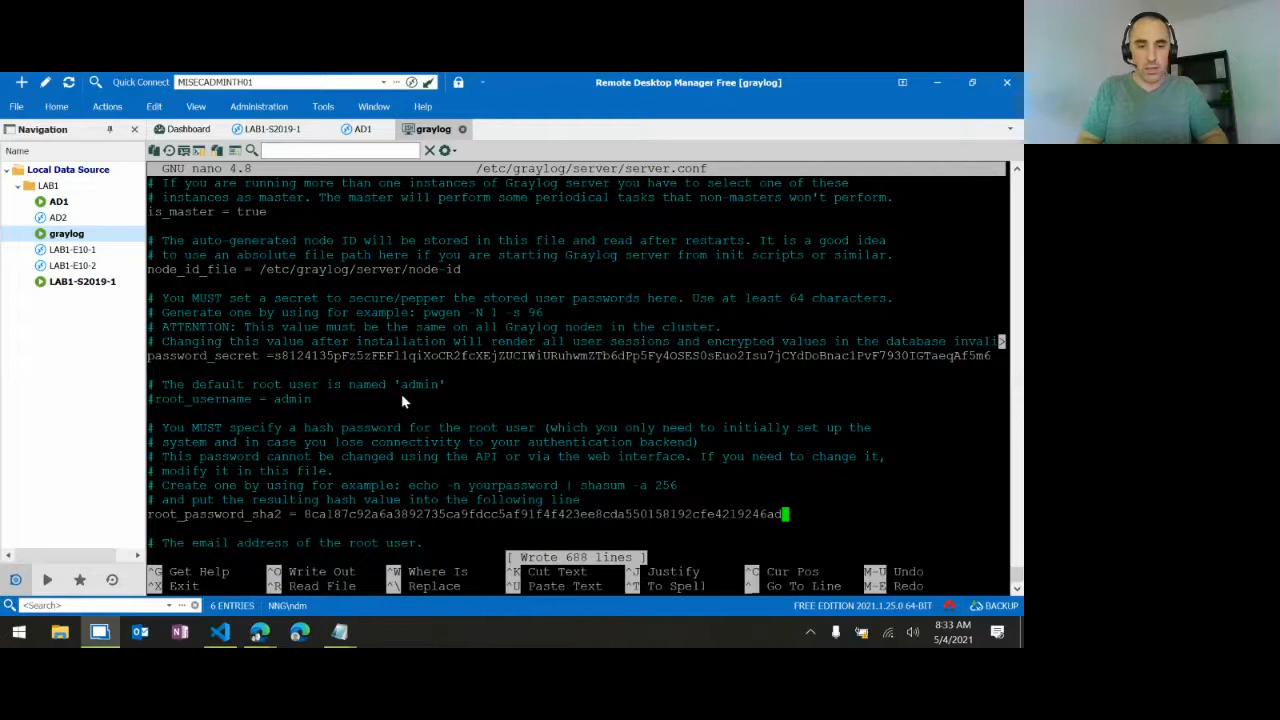 Quick Connect MISECADMINTH01 Remote Desktop Manager Free [graylog]
File Home Actions Edit View Administration Tools Window Help
Navigation Dashboard LAB1-S2019-1 AD1 graylog
Name
Local Data Source
LAB1
AD1
AD2
graylog
LAB1-E10-1
LAB1-E10-2
LAB1-S2019-1
GNU nano 4.8 /etc/graylog/server/server.conf
# If you are running more than one instances of Graylog server you have to select one of these
# instances as master. The master will perform some periodical tasks that non-masters won't perform.
is_master = true
# The auto-generated node ID will be stored in this file and read after restarts. It is a good idea
# to use an absolute file path here if you are starting Graylog server from init scripts or similar.
node_id_file = /etc/graylog/server/node-id
# You MUST set a secret to secure/pepper the stored user passwords here. Use at least 64 characters.
# Generate one by using for example: pwgen -N 1 -s 96
# ATTENTION: This value must be the same on all Graylog nodes in the cluster.
# Changing this value after installation will render all user sessions and encrypted values in the database invali>
password_secret =s8124135pFz5zFEFl1qiXoCR2fcXEjZUCIWiURuhwmZTb6dPp5Fy4OSES0sEuo2Isu7jCYdDoBnac1PvF7930IGTaeqAf5m6
# The default root user is named 'admin'
#root_username = admin
# You MUST specify a hash password for the root user (which you only need to initially set up the
# system and in case you lose connectivity to your authentication backend)
# This password cannot be changed using the API or via the web interface. If you need to change it,
# modify it in this file.
# Create one by using for example: echo -n yourpassword | shasum -a 256
# and put the resulting hash value into the following line
root_password_sha2 = 8ca187c92a6a3892735ca9fdcc5af91f4f423ee8cda550158192cfe4219246ad
# The email address of the root user.
[ Wrote 688 lines ]
^G Get Help ^O Write Out ^W Where Is ^K Cut Text ^J Justify ^C Cur Pos M-U Undo
^X Exit ^R Read File ^\ Replace ^U Paste Text ^T To Spell ^_ Go To Line M-E Redo
<Search> 6 ENTRIES NNG\ndm FREE EDITION 2021.1.25.0 64-BIT BACKUP
8:33 AM
5/4/2021